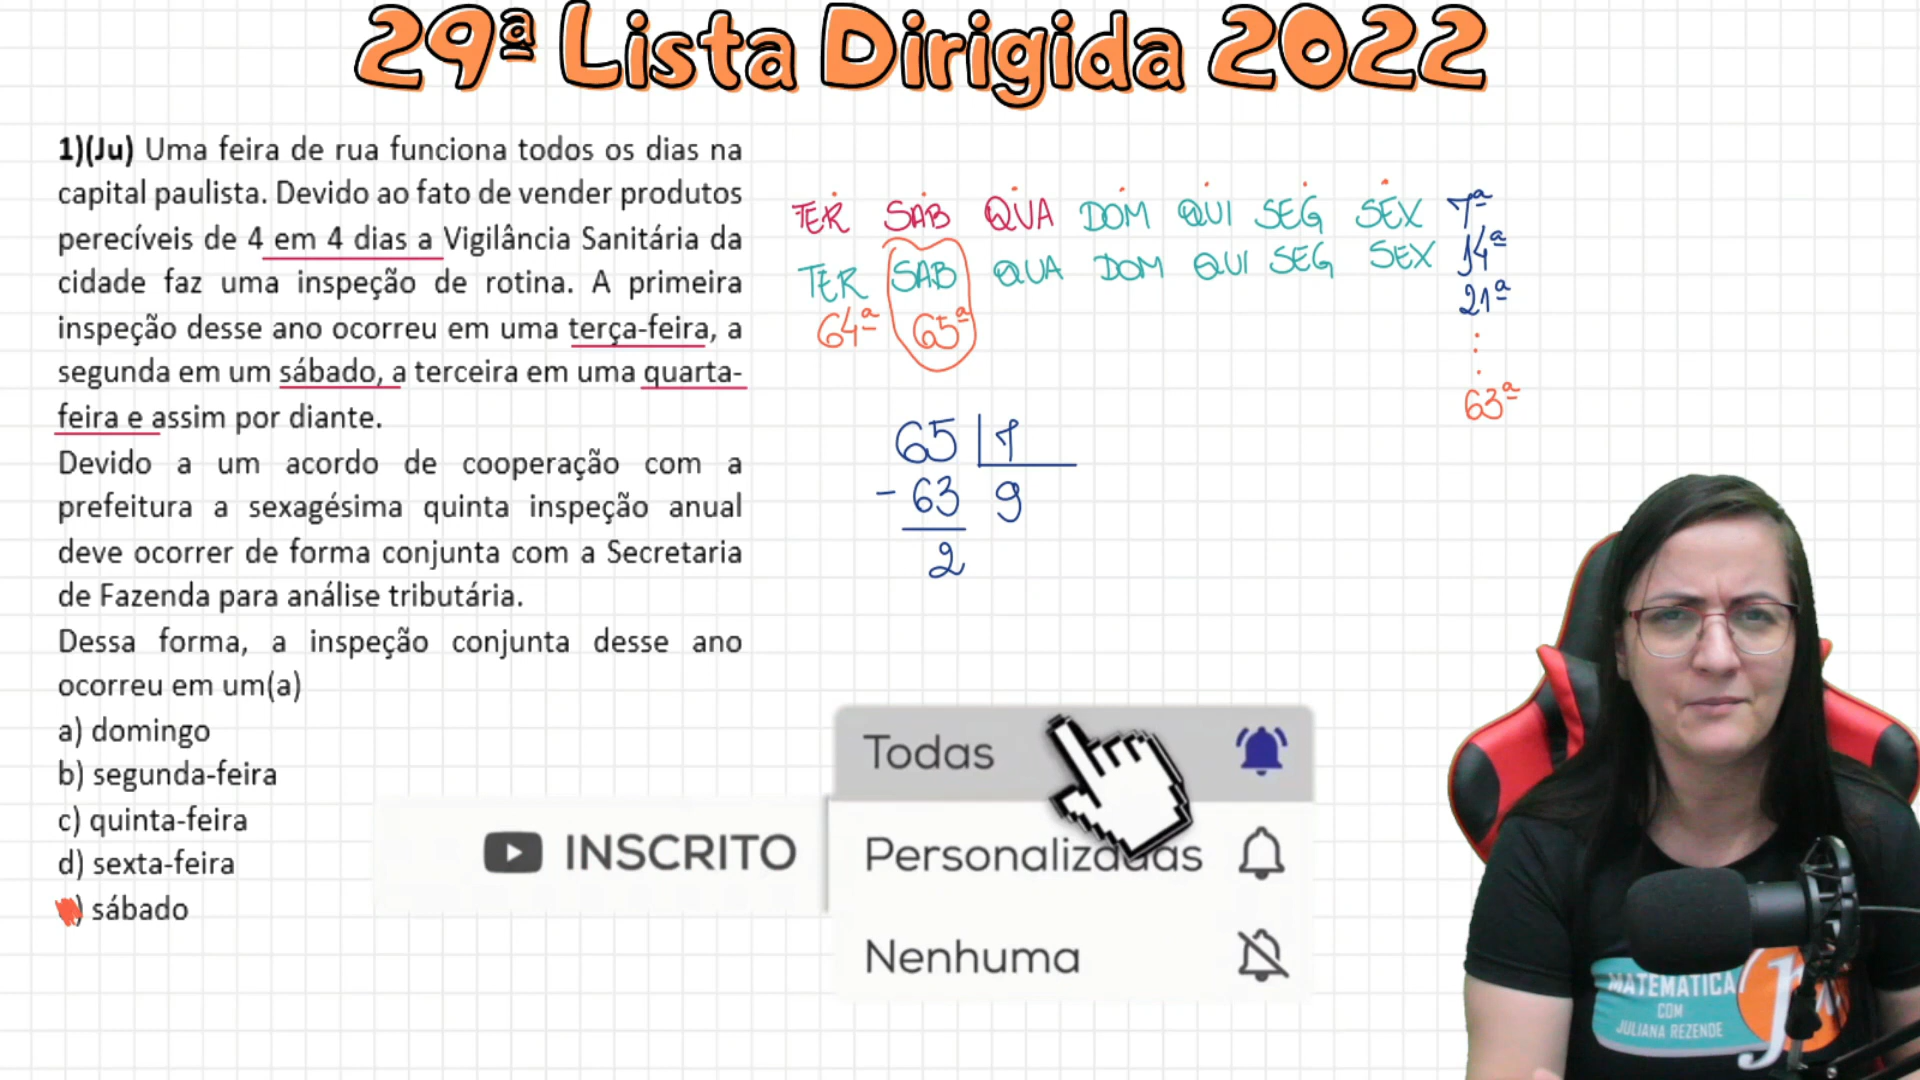 29ª Lista Dirigida 2022
1)(Ju) Uma feira de rua funciona todos os dias na
capital paulista. Devido ao fato de vender produtos
perecíveis de 4 em 4 dias a Vigilância Sanitária da
cidade faz uma inspeção de rotina. A primeira
inspeção desse ano ocorreu em uma terça-feira, a
segunda em um sábado, a terceira em uma quarta-
feira e assim por diante.
Devido a um acordo de cooperação com a
prefeitura a sexagésima quinta inspeção anual
deve ocorrer de forma conjunta com a Secretaria
de Fazenda para análise tributária.
Dessa forma, a inspeção conjunta desse ano
ocorreu em um(a)
a) domingo
b) segunda-feira
c) quinta-feira
d) sexta-feira
) sábado
TER SAB QUA DOM QUI SEG SEX 7ª
TER SAB QUA DOM QUI SEG SEX 14ª
21ª
64ª 65ª
63ª
65 7
- 63 9
2
INSCRITO
Todas
Personalizadas
Nenhuma
MATEMÁTICA
COM
JULIANA REZENDE